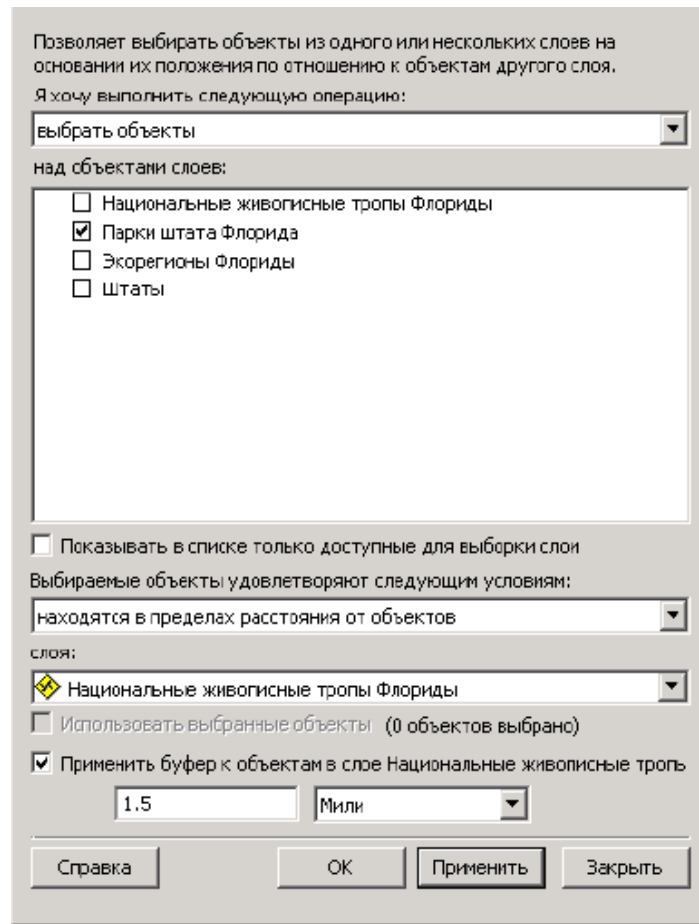 Позволяет выбирать объекты из одного или нескольких слоев на
основании их положения по отношению к объектам другого слоя.
Я хочу выполнить следующую операцию:
выбрать объекты
над объектами слоев:
Национальные живописные тропы Флориды
Парки штата Флорида
Экорегионы Флориды
Штаты
Показывать в списке только доступные для выборки слои
Выбираемые объекты удовлетворяют следующим условиям:
находятся в пределах расстояния от объектов
слоя:
Национальные живописные тропы Флориды
Использовать выбранные объекты (0 объектов выбрано)
Применить буфер к объектам в слое Национальные живописные тропь
1.5 Мили
Справка ОК Применить Закрыть